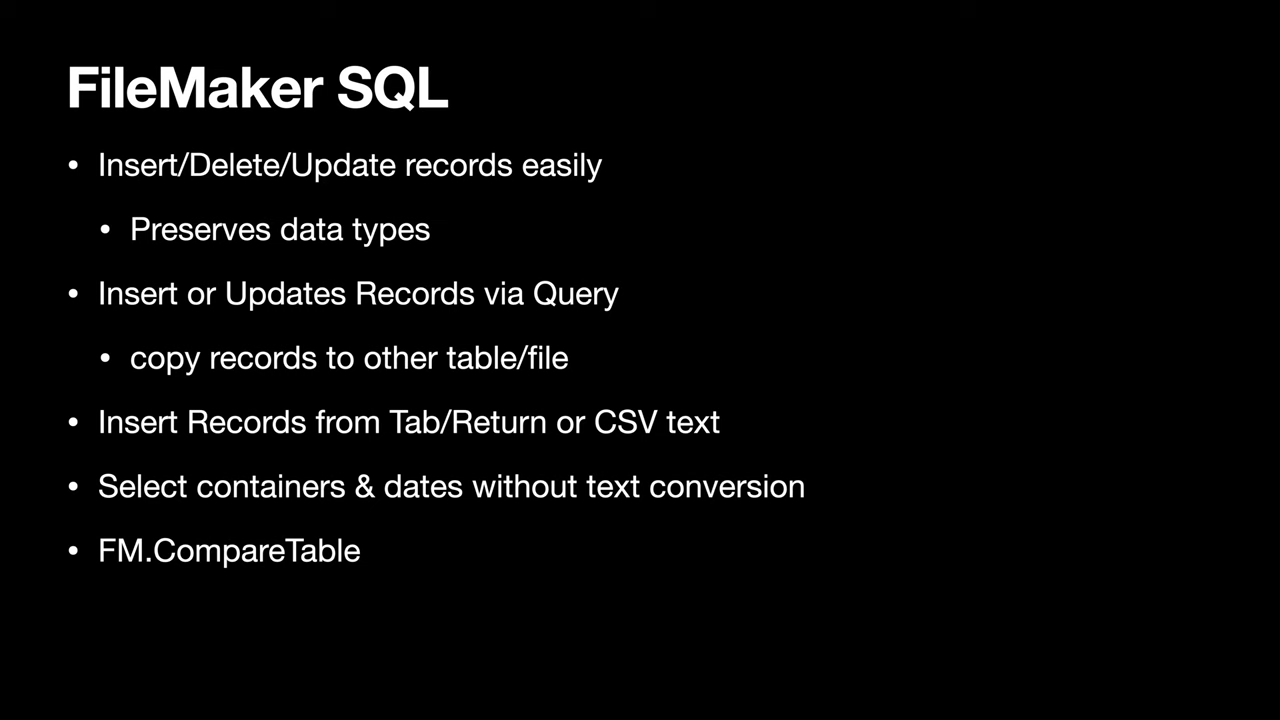 FileMaker SQL
• Insert/Delete/Update records easily
• Preserves data types
• Insert or Updates Records via Query
• copy records to other table/file
• Insert Records from Tab/Return or CSV text
• Select containers & dates without text conversion
• FM.CompareTable